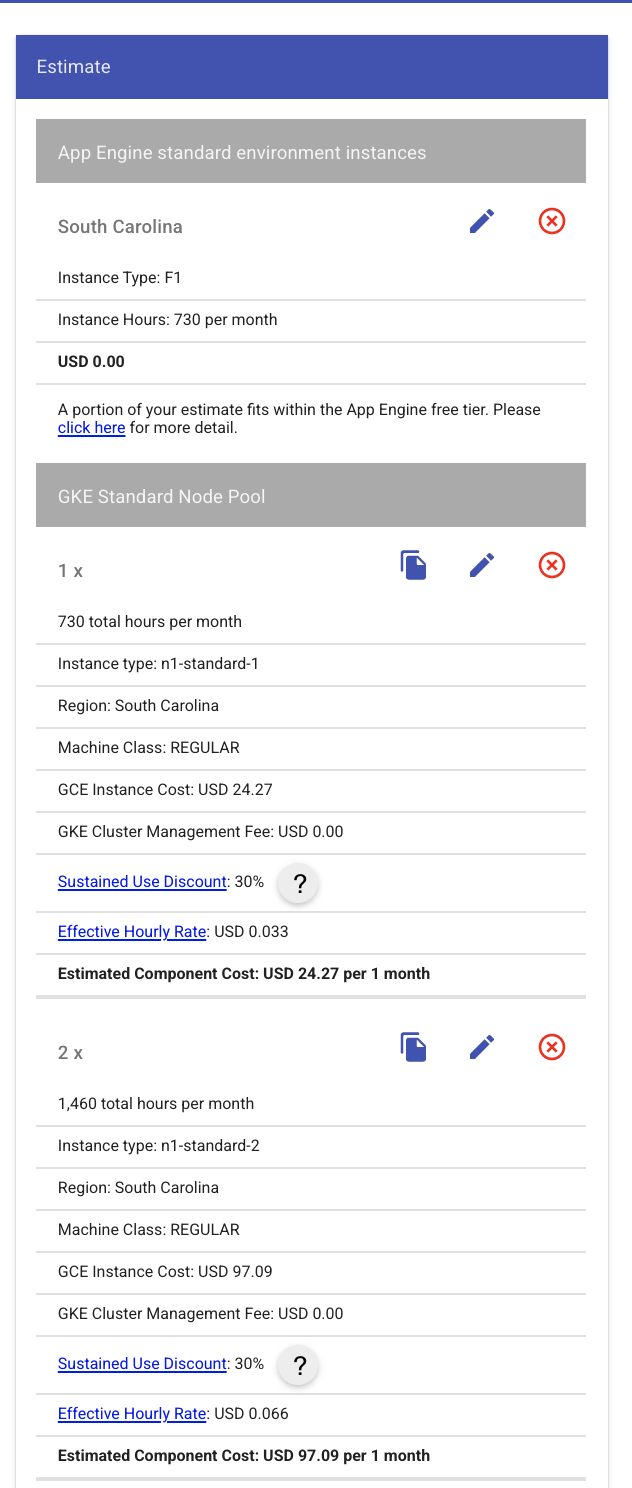 Estimate
App Engine standard environment instances
South Carolina
Instance Type: F1
Instance Hours: 730 per month
USD 0.00
A portion of your estimate fits within the App Engine free tier. Please
click here for more detail.
GKE Standard Node Pool
1 x
730 total hours per month
Instance type: n1-standard-1
Region: South Carolina
Machine Class: REGULAR
GCE Instance Cost: USD 24.27
GKE Cluster Management Fee: USD 0.00
Sustained Use Discount: 30% ?
Effective Hourly Rate: USD 0.033
Estimated Component Cost: USD 24.27 per 1 month
2 x
1,460 total hours per month
Instance type: n1-standard-2
Region: South Carolina
Machine Class: REGULAR
GCE Instance Cost: USD 97.09
GKE Cluster Management Fee: USD 0.00
Sustained Use Discount: 30% ?
Effective Hourly Rate: USD 0.066
Estimated Component Cost: USD 97.09 per 1 month